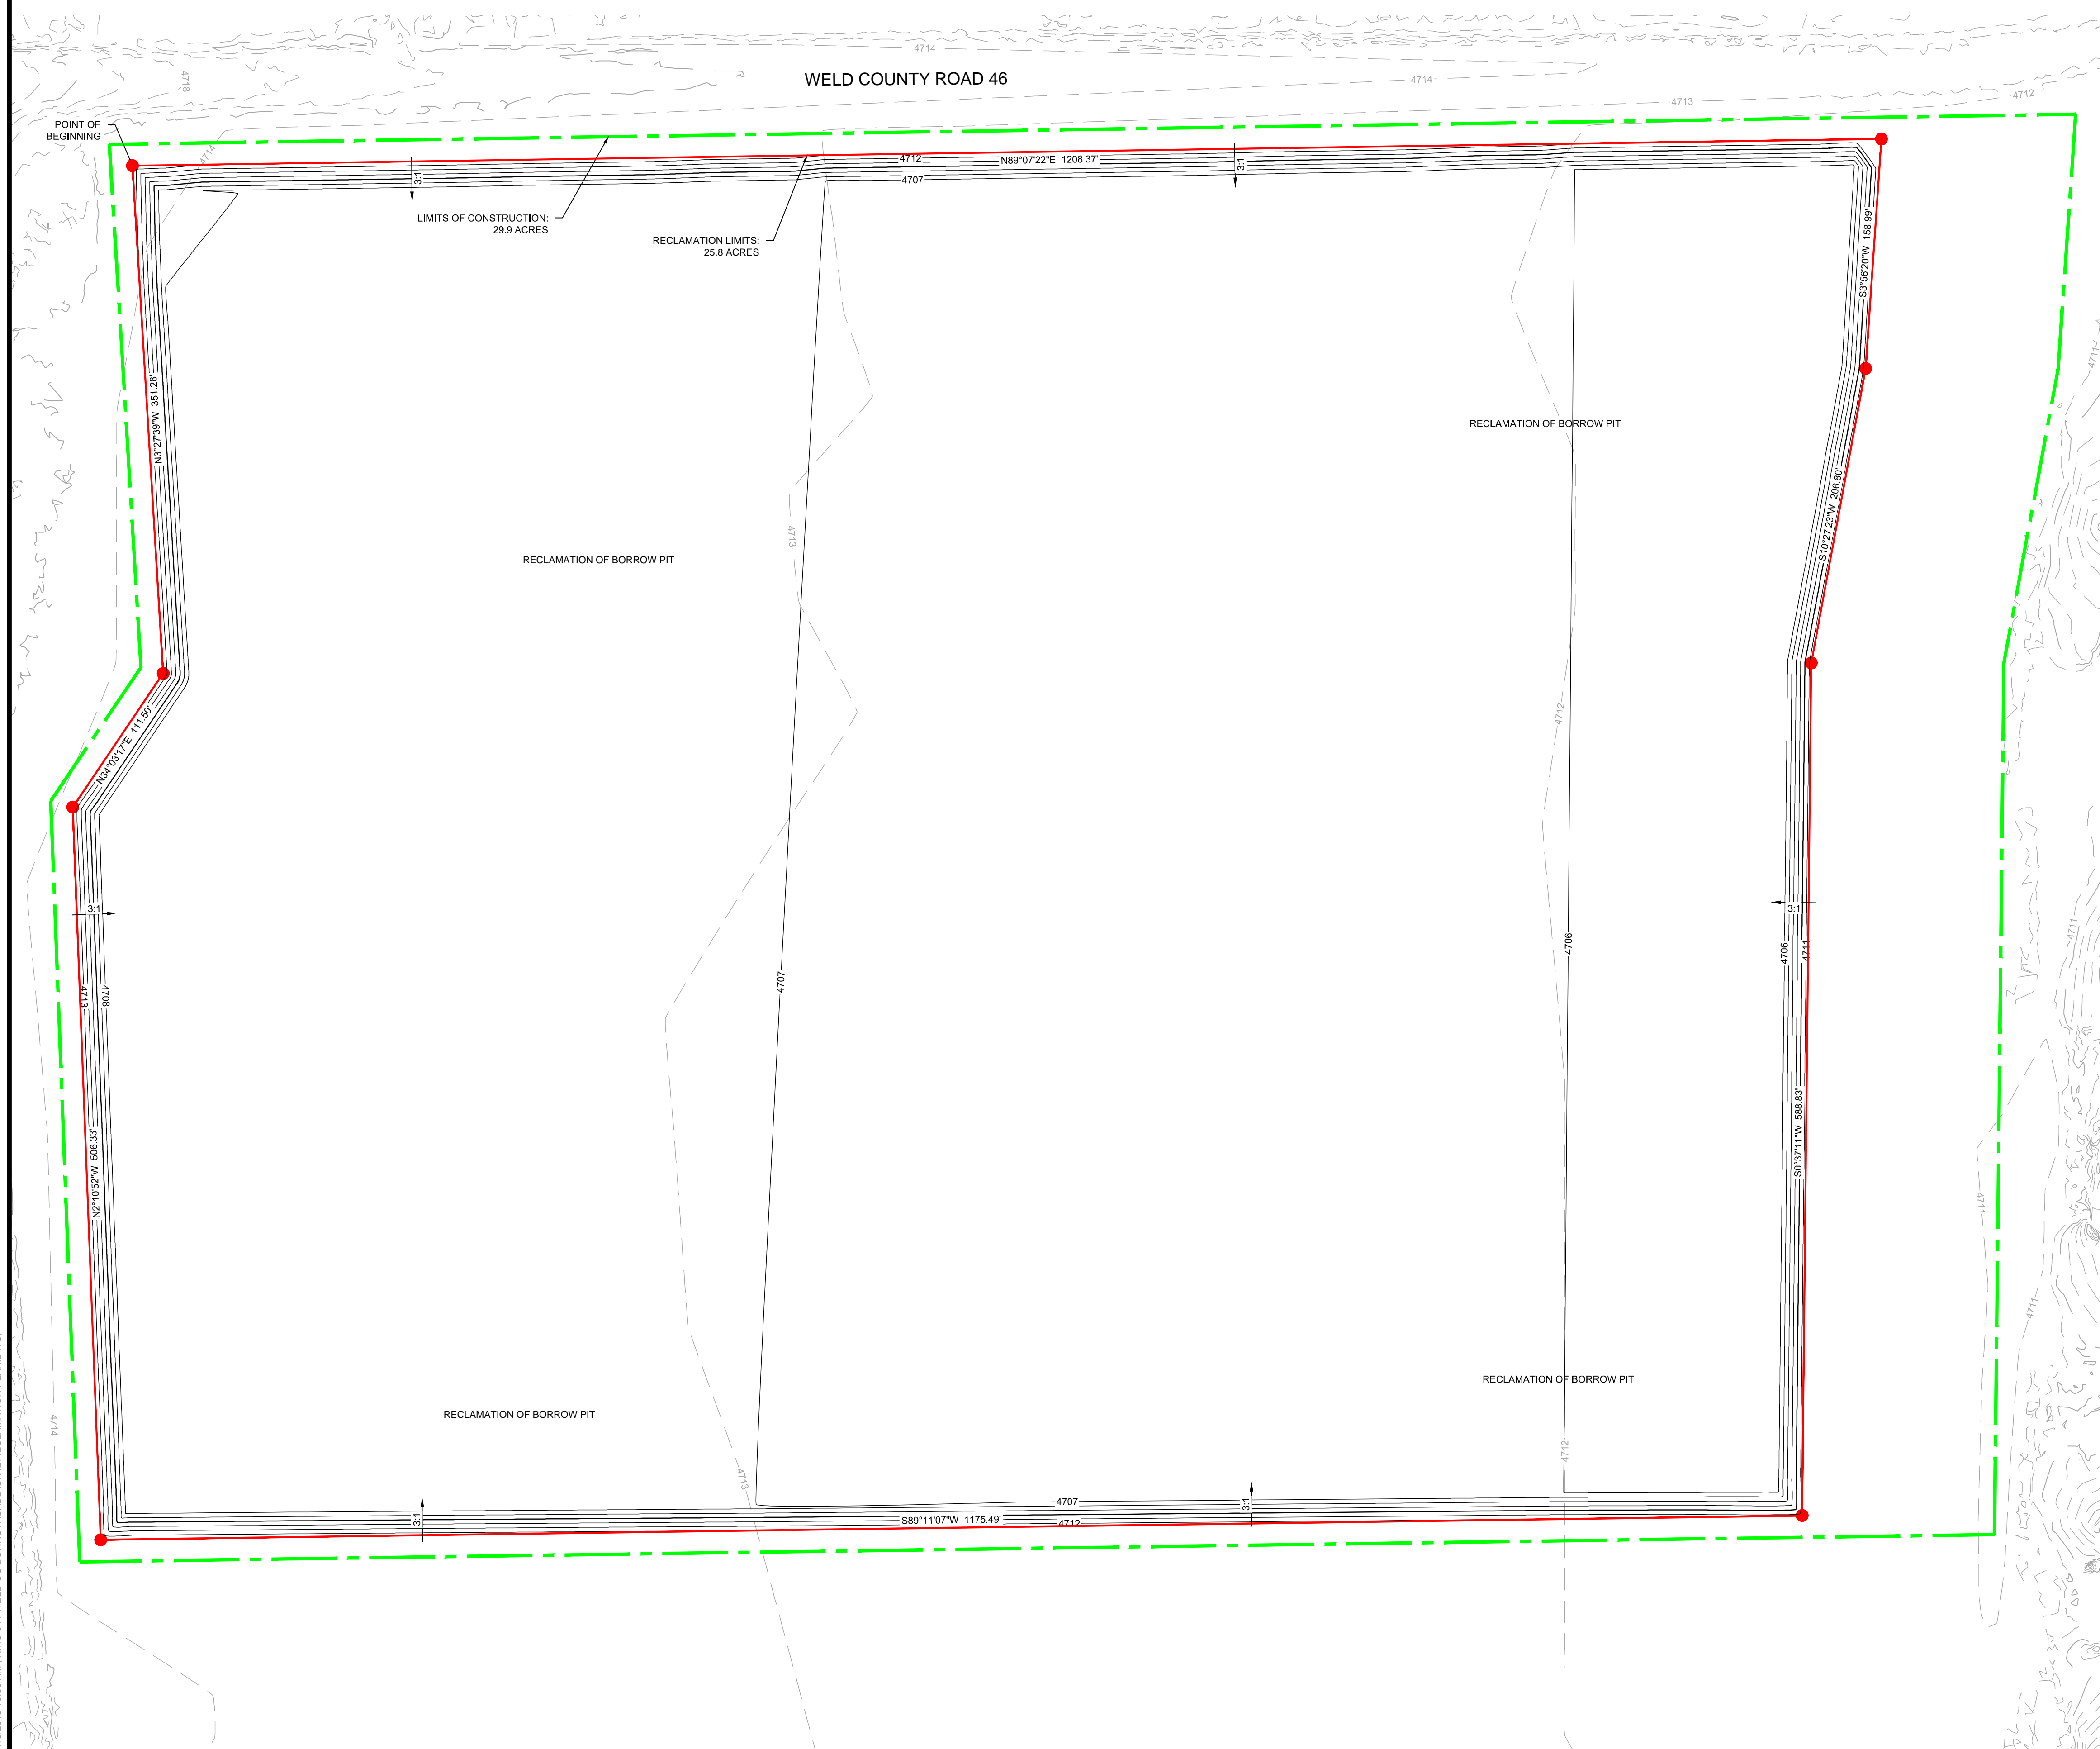 4714
WELD COUNTY ROAD 46
4714
4718
4713
4712
POINT OF
BEGINNING
4714
4712
N89°07'22"E 1208.37'
4707
3:1
3:1
LIMITS OF CONSTRUCTION:
29.9 ACRES
RECLAMATION LIMITS:
25.8 ACRES
S3°56'20"W 158.99'
4711
N3°27'39"W 351.28'
RECLAMATION OF BORROW PIT
S10°27'23"W 206.80'
4713
RECLAMATION OF BORROW PIT
N34°03'17"E 111.50'
4712
3:1
3:1
4713
4708
4707
4706
4706
4711
4711
N2°10'52"W 506.33'
S0°37'11"W 588.83'
4711
4711
RECLAMATION OF BORROW PIT
RECLAMATION OF BORROW PIT
4714
4713
4712
4707
3:1
3:1
S89°11'07"W 1175.49'
4712